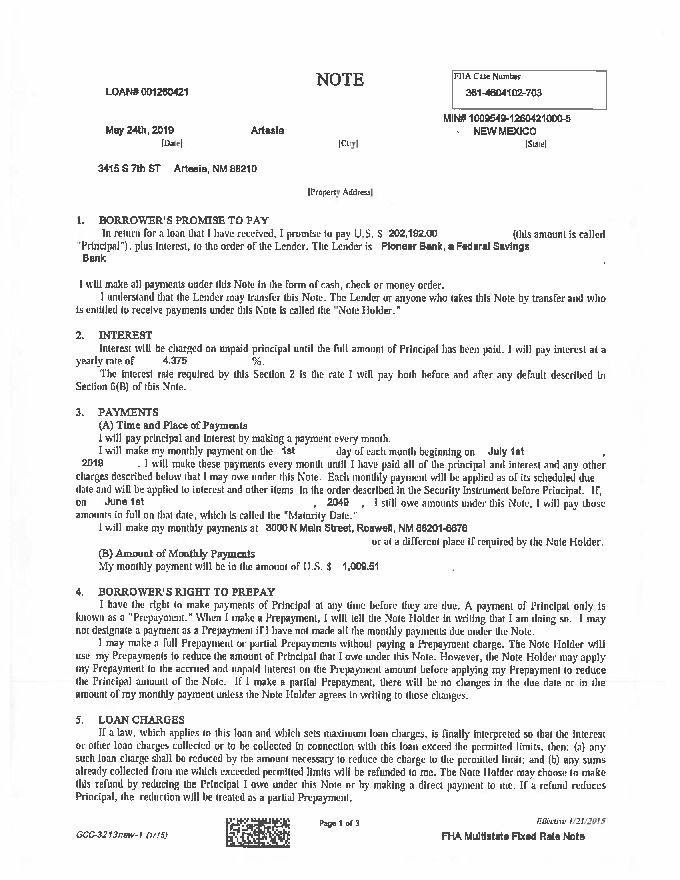 NOTE
FHA Case Number
LOAN# 001260421
361-4604102-703
MIN# 1009549-1260421000-5
May 24th, 2019 Artesia NEW MEXICO
[Date] [City] [State]
3415 S 7th ST Artesia, NM 88210
[Property Address]
1. BORROWER'S PROMISE TO PAY
In return for a loan that I have received, I promise to pay U.S. $ 202,192.00 (this amount is called
"Principal"), plus interest, to the order of the Lender. The Lender is Pioneer Bank, a Federal Savings
Bank .
I will make all payments under this Note in the form of cash, check or money order.
I understand that the Lender may transfer this Note. The Lender or anyone who takes this Note by transfer and who
is entitled to receive payments under this Note is called the "Note Holder."
2. INTEREST
Interest will be charged on unpaid principal until the full amount of Principal has been paid. I will pay interest at a
yearly rate of 4.375 %.
The interest rate required by this Section 2 is the rate I will pay both before and after any default described in
Section 6(B) of this Note.
3. PAYMENTS
(A) Time and Place of Payments
I will pay principal and interest by making a payment every month.
I will make my monthly payment on the 1st day of each month beginning on July 1st ,
2019 . I will make these payments every month until I have paid all of the principal and interest and any other
charges described below that I may owe under this Note. Each monthly payment will be applied as of its scheduled due
date and will be applied to interest and other items in the order described in the Security Instrument before Principal. If,
on June 1st , 2049 , I still owe amounts under this Note, I will pay those
amounts in full on that date, which is called the "Maturity Date."
I will make my monthly payments at 3000 N Main Street, Roswell, NM 88201-6676
or at a different place if required by the Note Holder.
(B) Amount of Monthly Payments
My monthly payment will be in the amount of U.S. $ 1,009.51 .
4. BORROWER'S RIGHT TO PREPAY
I have the right to make payments of Principal at any time before they are due. A payment of Principal only is
known as a "Prepayment." When I make a Prepayment, I will tell the Note Holder in writing that I am doing so. I may
not designate a payment as a Prepayment if I have not made all the monthly payments due under the Note.
I may make a full Prepayment or partial Prepayments without paying a Prepayment charge. The Note Holder will
use my Prepayments to reduce the amount of Principal that I owe under this Note. However, the Note Holder may apply
my Prepayment to the accrued and unpaid interest on the Prepayment amount before applying my Prepayment to reduce
the Principal amount of the Note. If I make a partial Prepayment, there will be no changes in the due date or in the
amount of my monthly payment unless the Note Holder agrees in writing to those changes.
5. LOAN CHARGES
If a law, which applies to this loan and which sets maximum loan charges, is finally interpreted so that the interest
or other loan charges collected or to be collected in connection with this loan exceed the permitted limits, then: (a) any
such loan charge shall be reduced by the amount necessary to reduce the charge to the permitted limit; and (b) any sums
already collected from me which exceeded permitted limits will be refunded to me. The Note Holder may choose to make
this refund by reducing the Principal I owe under this Note or by making a direct payment to me. If a refund reduces
Principal, the reduction will be treated as a partial Prepayment.
Page 1 of 3
Effective 1/21/2015
GCC-3213nsw-1 (1/15)
FHA Multistate Fixed Rate Note